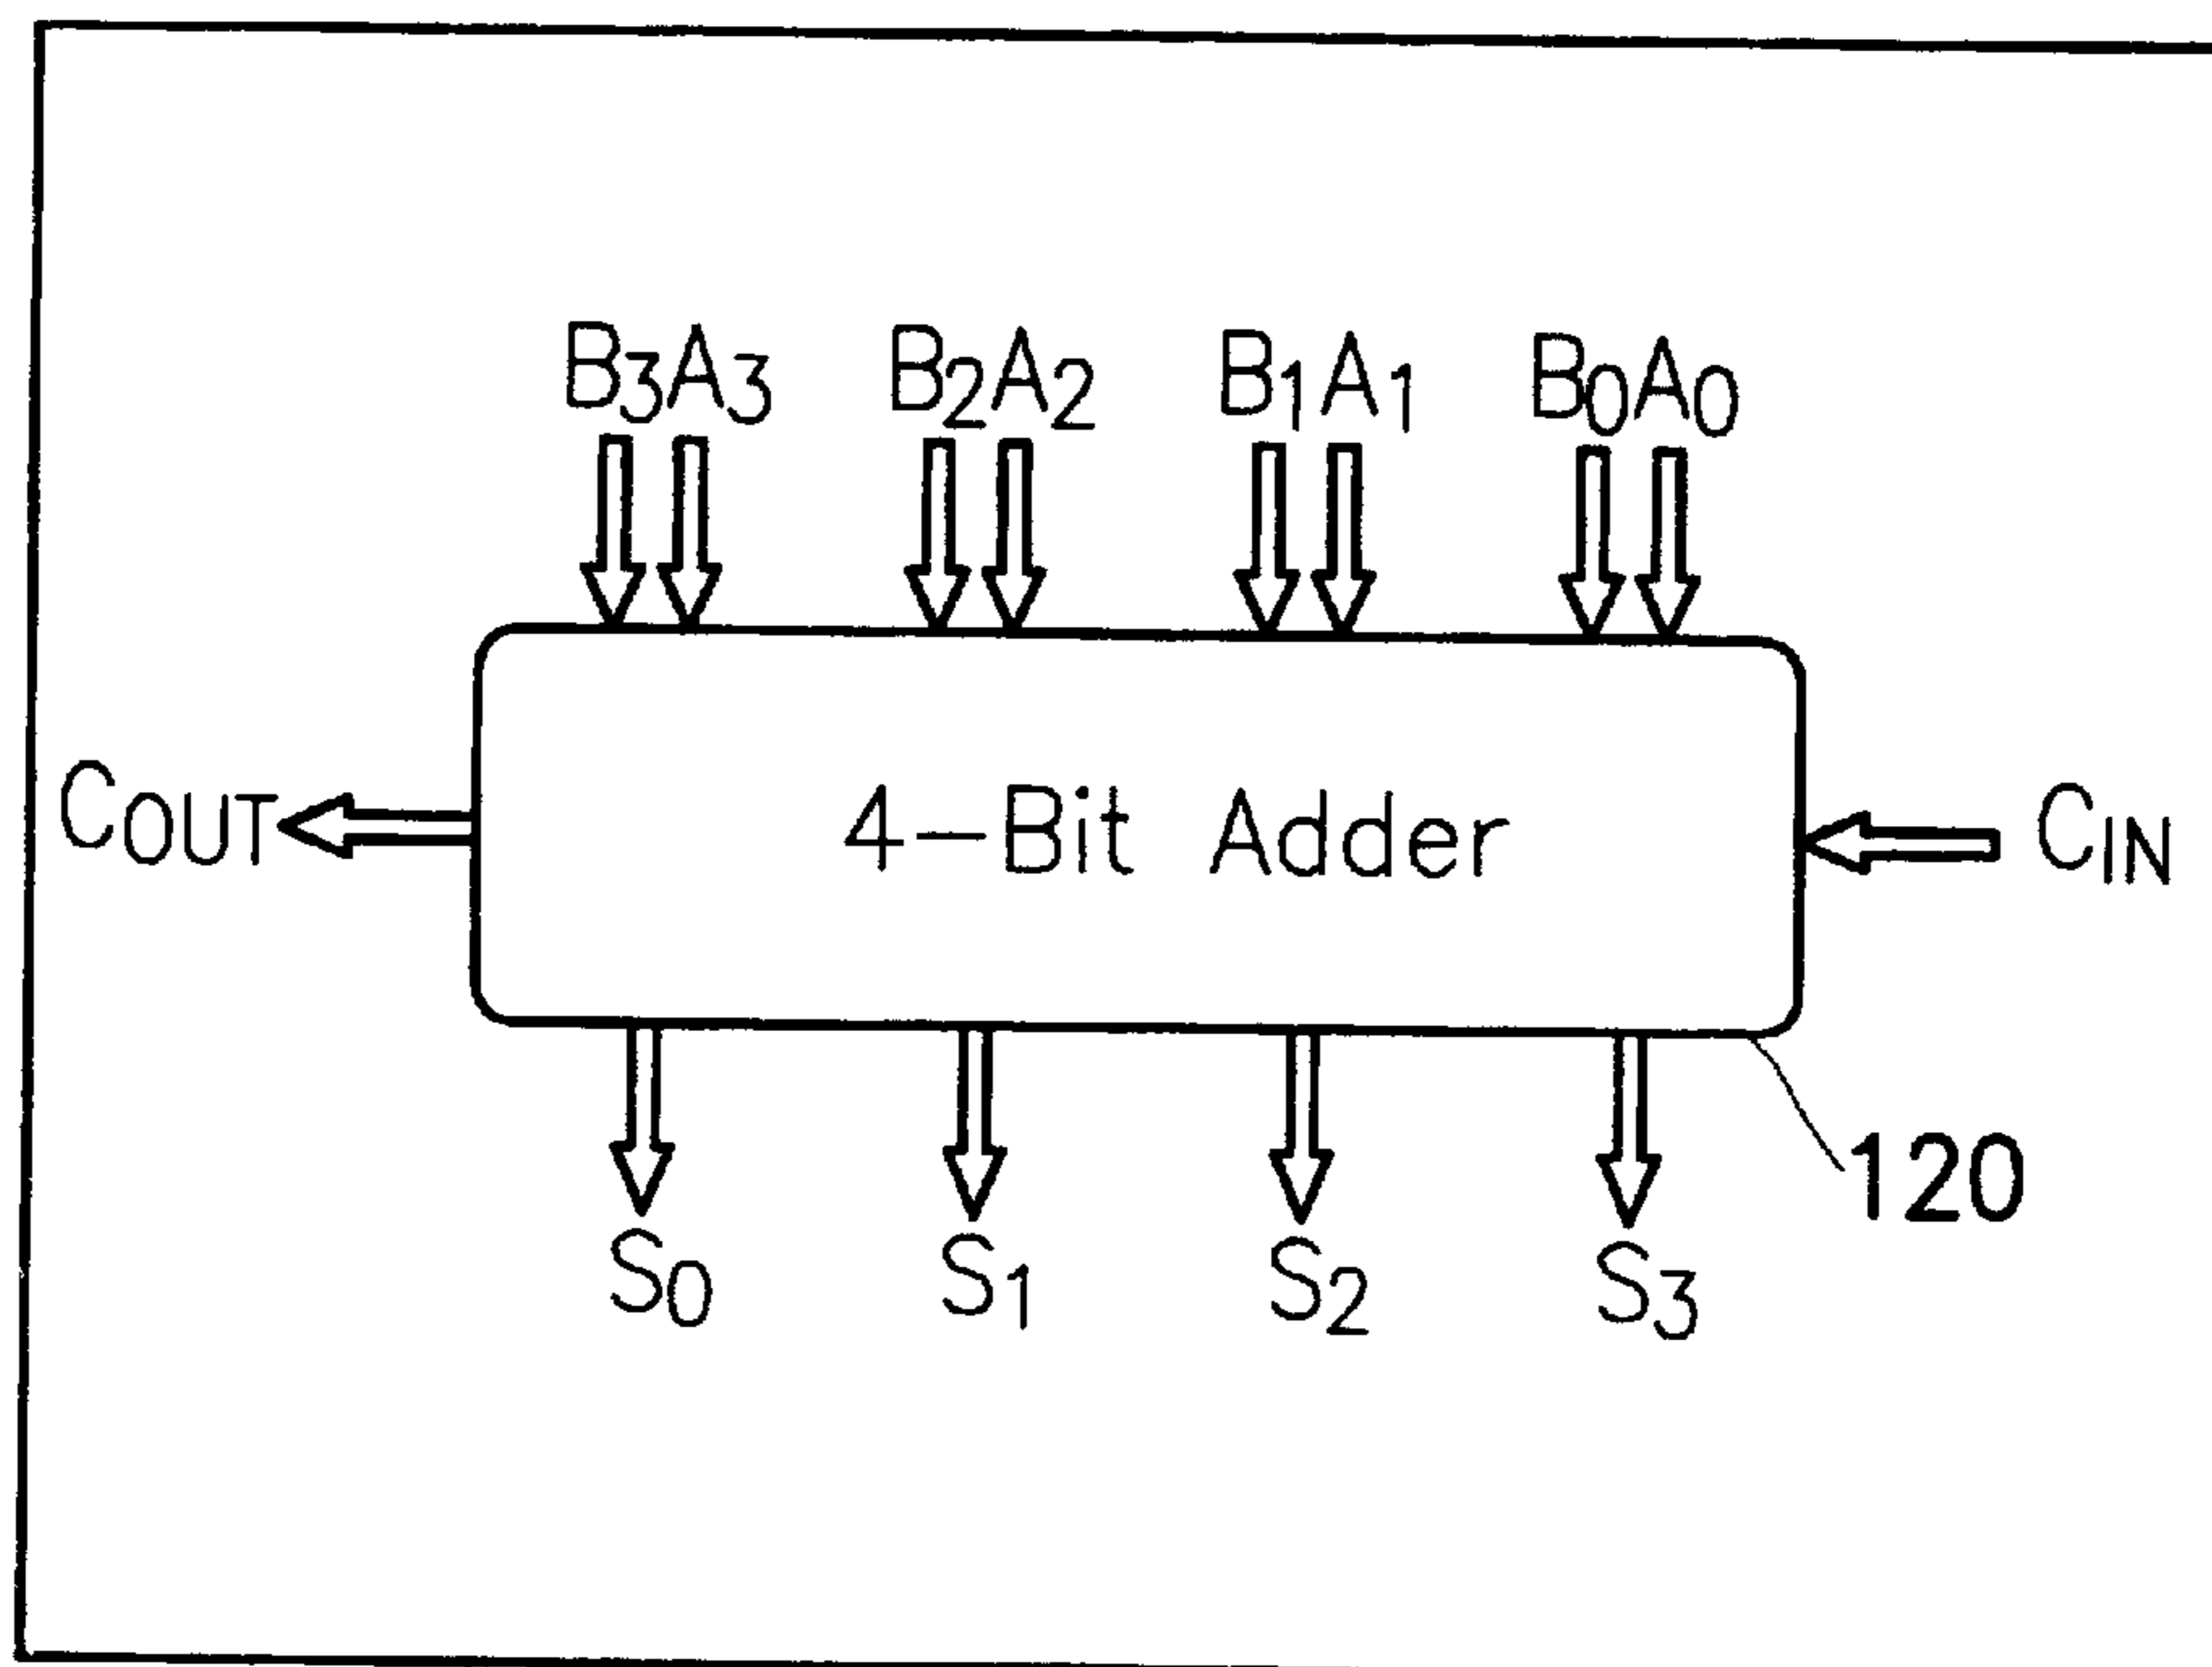 B3A3 B2A2 B1A1 B0A0
COUT 4-Bit Adder CIN
120
S0 S1 S2 S3